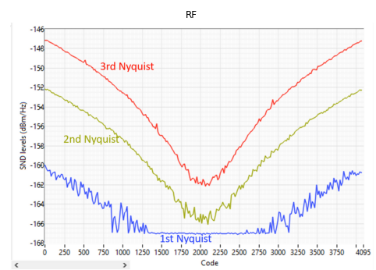 RF
-146
-148
-150
-152
-154
-156
-158
-160
-162
-164
-166
-168
SND levels (dBm/Hz)
3rd Nyquist
2nd Nyquist
1st Nyquist
0 250 500 750 1000 1250 1500 1750 2000 2250 2500 2750 3000 3250 3500 3750 4095
Code
< >